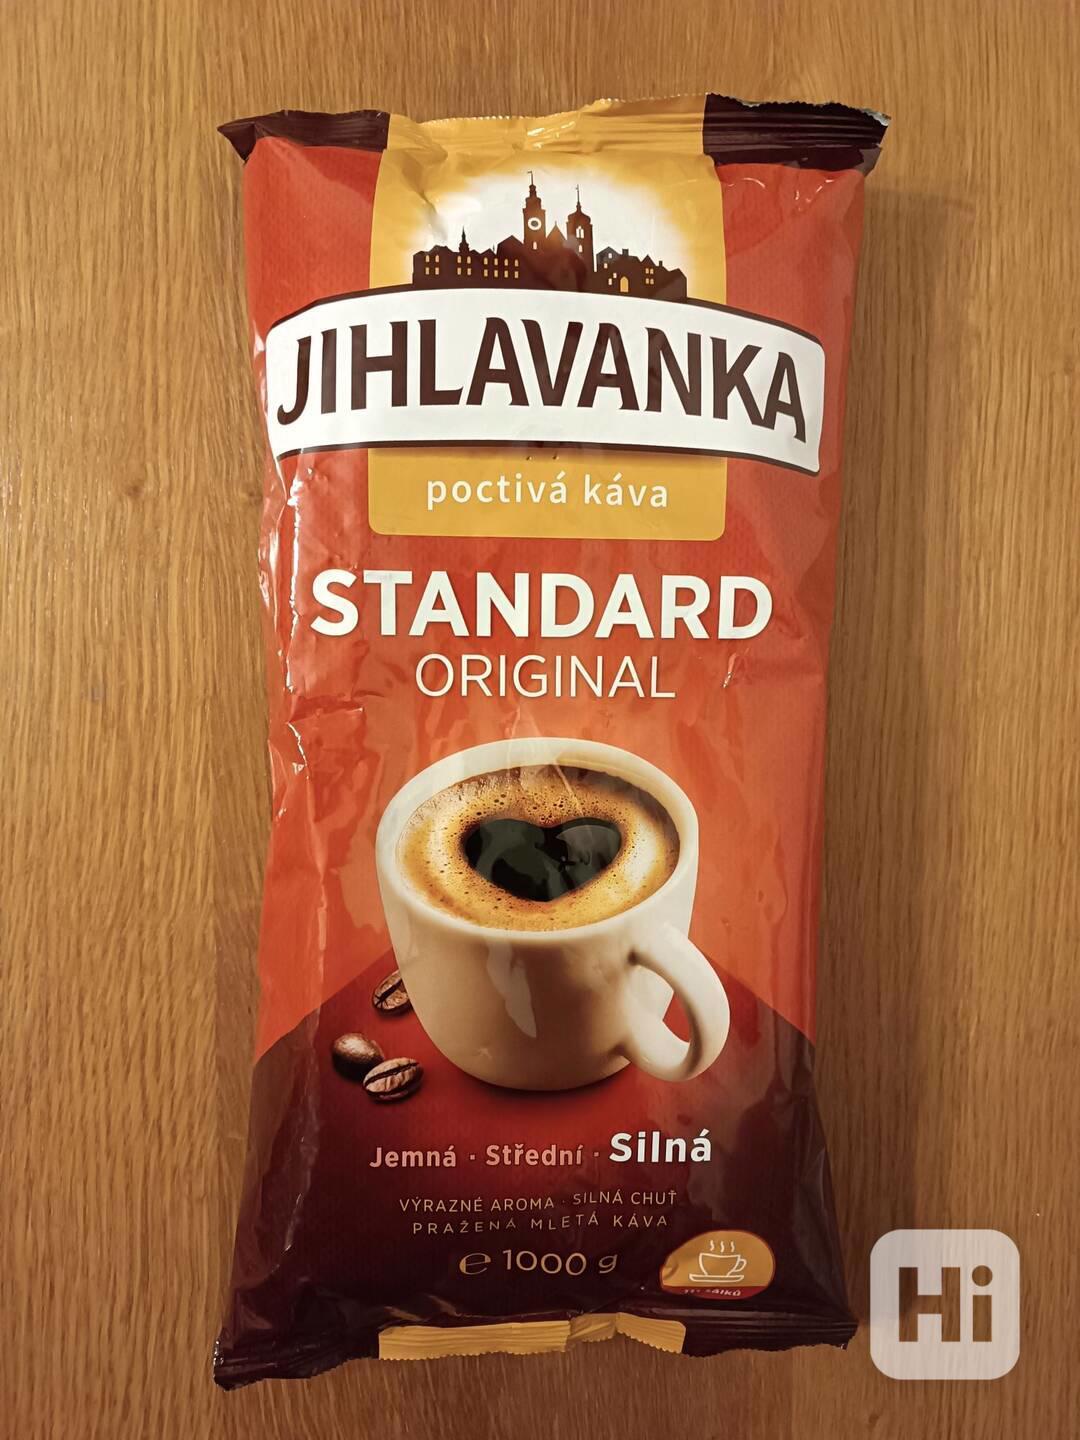 JIHLAVANKA
poctivá káva
STANDARD
ORIGINAL
Jemná · Střední · Silná
VÝRAZNÉ AROMA · SILNÁ CHUŤ
PRAŽENÁ MLETÁ KÁVA
℮ 1000 g
Hi